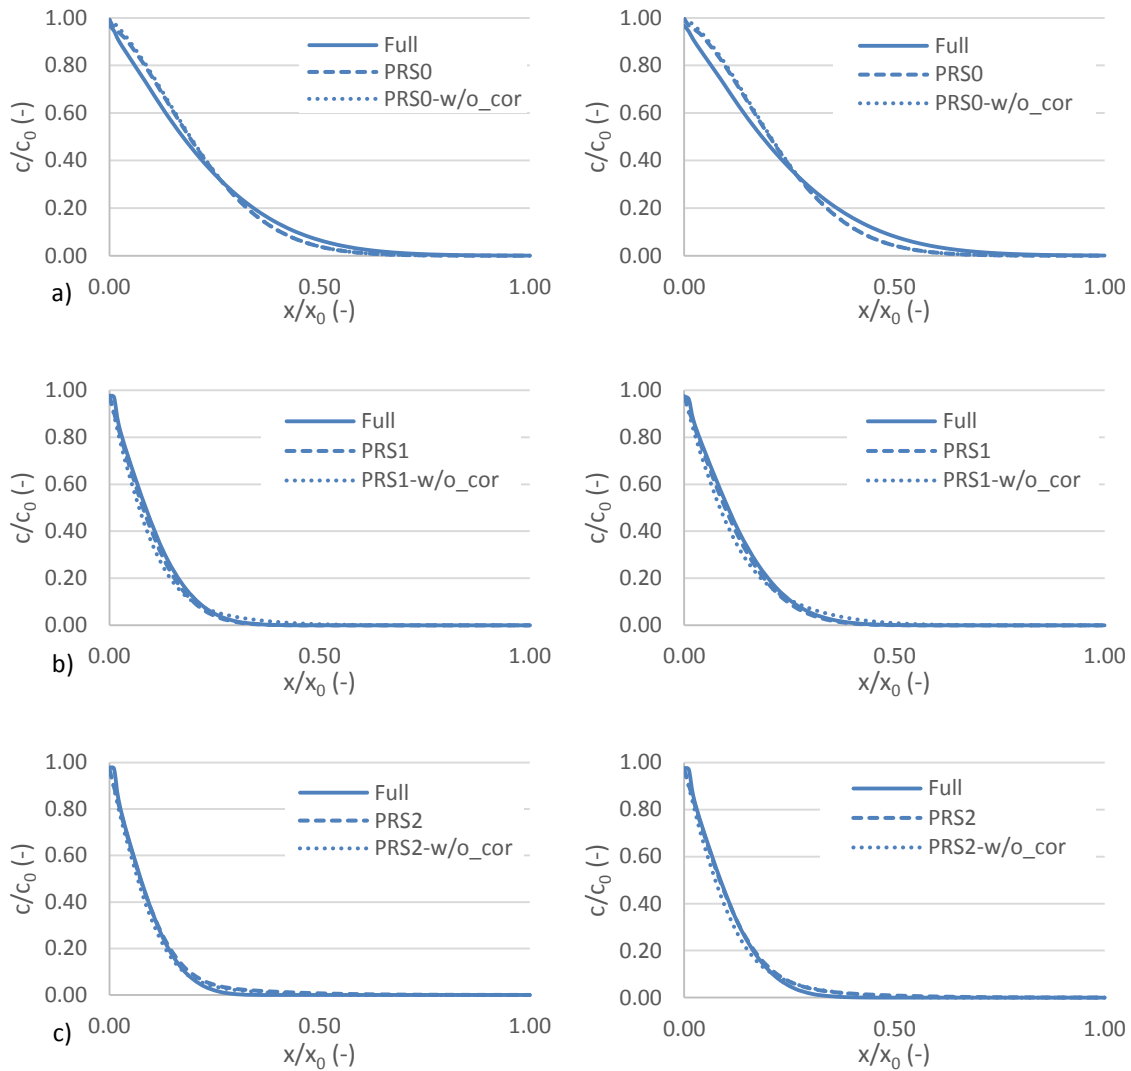 1.00
0.80
0.60
0.40
0.20
0.00
c/c0 (-)
Full
PRS0
PRS0-w/o_cor
0.00
0.50
1.00
x/x0 (-)
a)
1.00
0.80
0.60
0.40
0.20
0.00
c/c0 (-)
Full
PRS0
PRS0-w/o_cor
0.00
0.50
1.00
x/x0 (-)
1.00
0.80
0.60
0.40
0.20
0.00
c/c0 (-)
Full
PRS1
PRS1-w/o_cor
0.00
0.50
1.00
x/x0 (-)
b)
1.00
0.80
0.60
0.40
0.20
0.00
c/c0 (-)
Full
PRS1
PRS1-w/o_cor
0.00
0.50
1.00
x/x0 (-)
1.00
0.80
0.60
0.40
0.20
0.00
c/c0 (-)
Full
PRS2
PRS2-w/o_cor
0.00
0.50
1.00
x/x0 (-)
c)
1.00
0.80
0.60
0.40
0.20
0.00
c/c0 (-)
Full
PRS2
PRS2-w/o_cor
0.00
0.50
1.00
x/x0 (-)